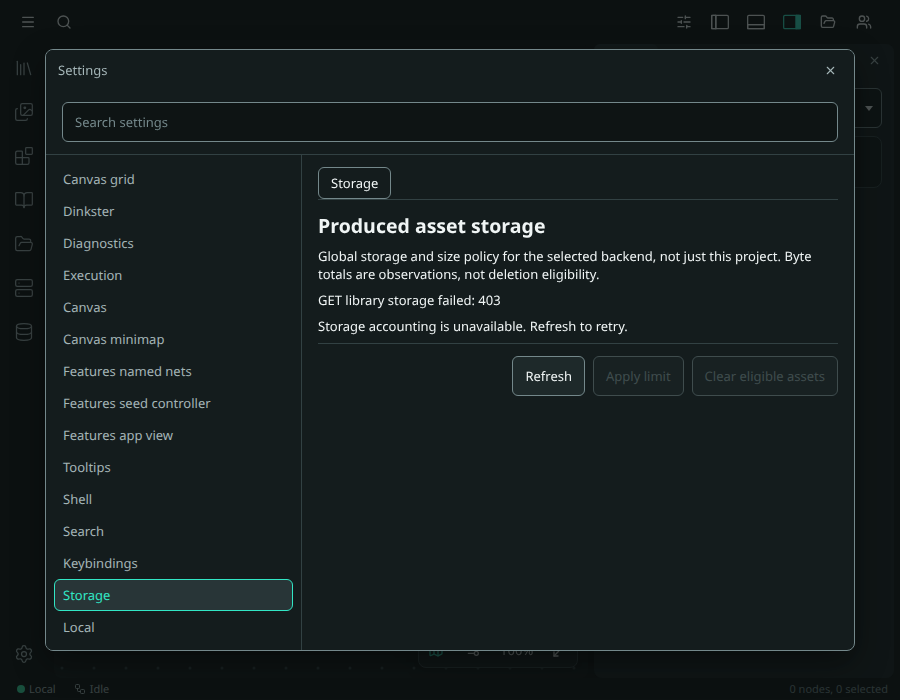 Settings
Search settings
Canvas grid
Dinkster
Diagnostics
Execution
Canvas
Canvas minimap
Features named nets
Features seed controller
Features app view
Tooltips
Shell
Search
Keybindings
Storage
Local
Storage
Produced asset storage
Global storage and size policy for the selected backend, not just this project. Byte
totals are observations, not deletion eligibility.
GET library storage failed: 403
Storage accounting is unavailable. Refresh to retry.
Refresh
Apply limit
Clear eligible assets
100%
Local
Idle
0 nodes, 0 selected